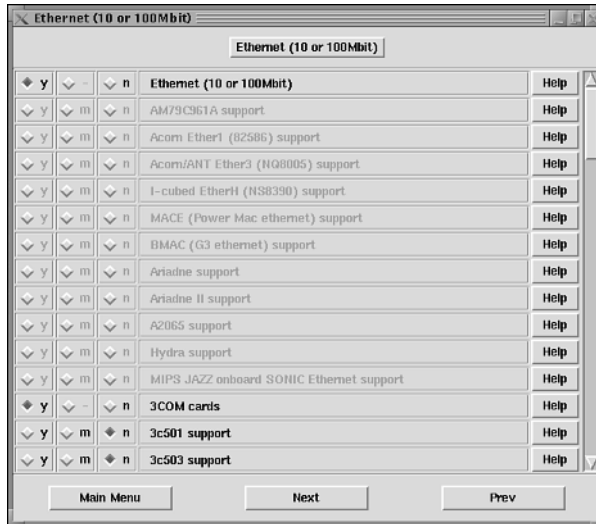 Ethernet (10 or 100Mbit)
Ethernet (10 or 100Mbit)
y - n Ethernet (10 or 100Mbit) Help
y m n AM79C961A support Help
y m n Acorn Ether1 (82586) support Help
y m n Acorn/ANT Ether3 (NQ8005) support Help
y m n I-cubed EtherH (NS8390) support Help
y m n MACE (Power Mac ethernet) support Help
y m n BMAC (G3 ethernet) support Help
y m n Ariadne support Help
y m n Ariadne II support Help
y m n A2065 support Help
y m n Hydra support Help
y m n MIPS JAZZ onboard SONIC Ethernet support Help
y - n 3COM cards Help
y m n 3c501 support Help
y m n 3c503 support Help
Main Menu Next Prev